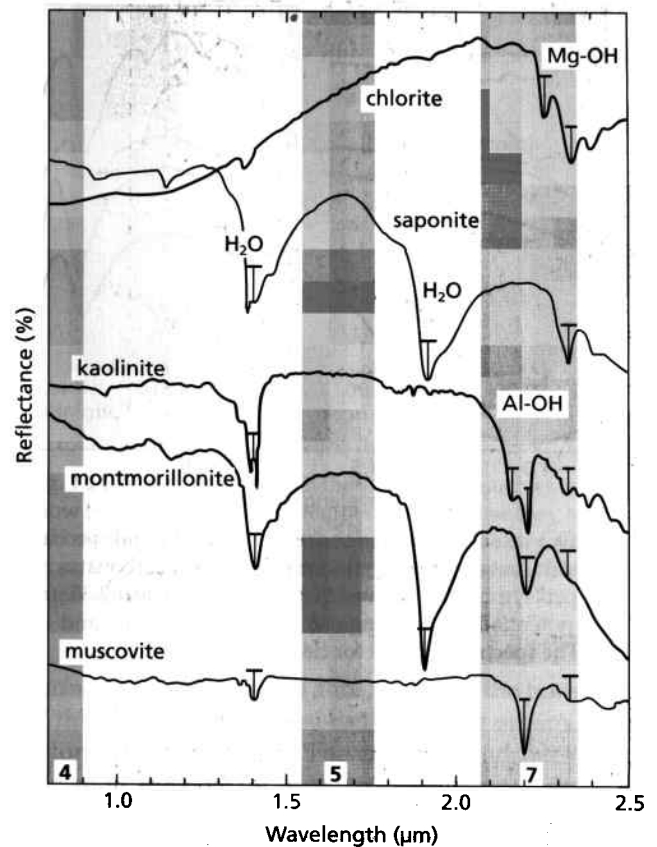 Mg-OH
chlorite
saponite
H₂O
H₂O
kaolinite
Al-OH
montmorillonite
muscovite
4 5 7
1.0 1.5 2.0 2.5
Wavelength (μm)
Reflectance (%)